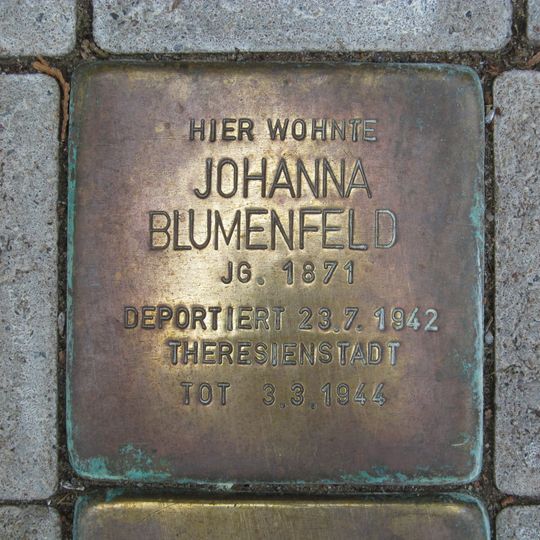 HIER WOHNTE
JOHANNA
BLUMENFELD
JG. 1871
DEPORTIERT 23.7.1942
THERESIENSTADT
TOT 3.3.1944